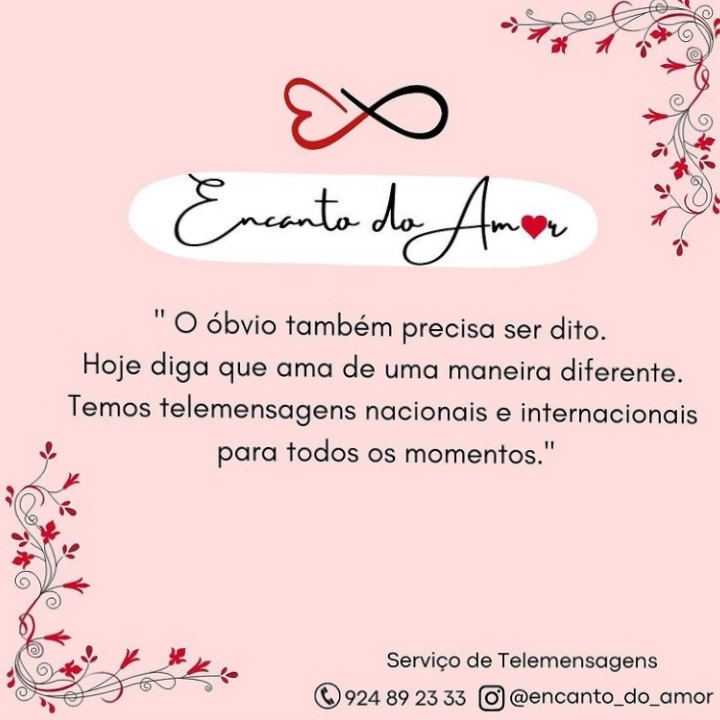 Encanto do Amor
" O óbvio também precisa ser dito.
Hoje diga que ama de uma maneira diferente.
Temos telemensagens nacionais e internacionais
para todos os momentos."
Serviço de Telemensagens
924 89 23 33 @encanto_do_amor